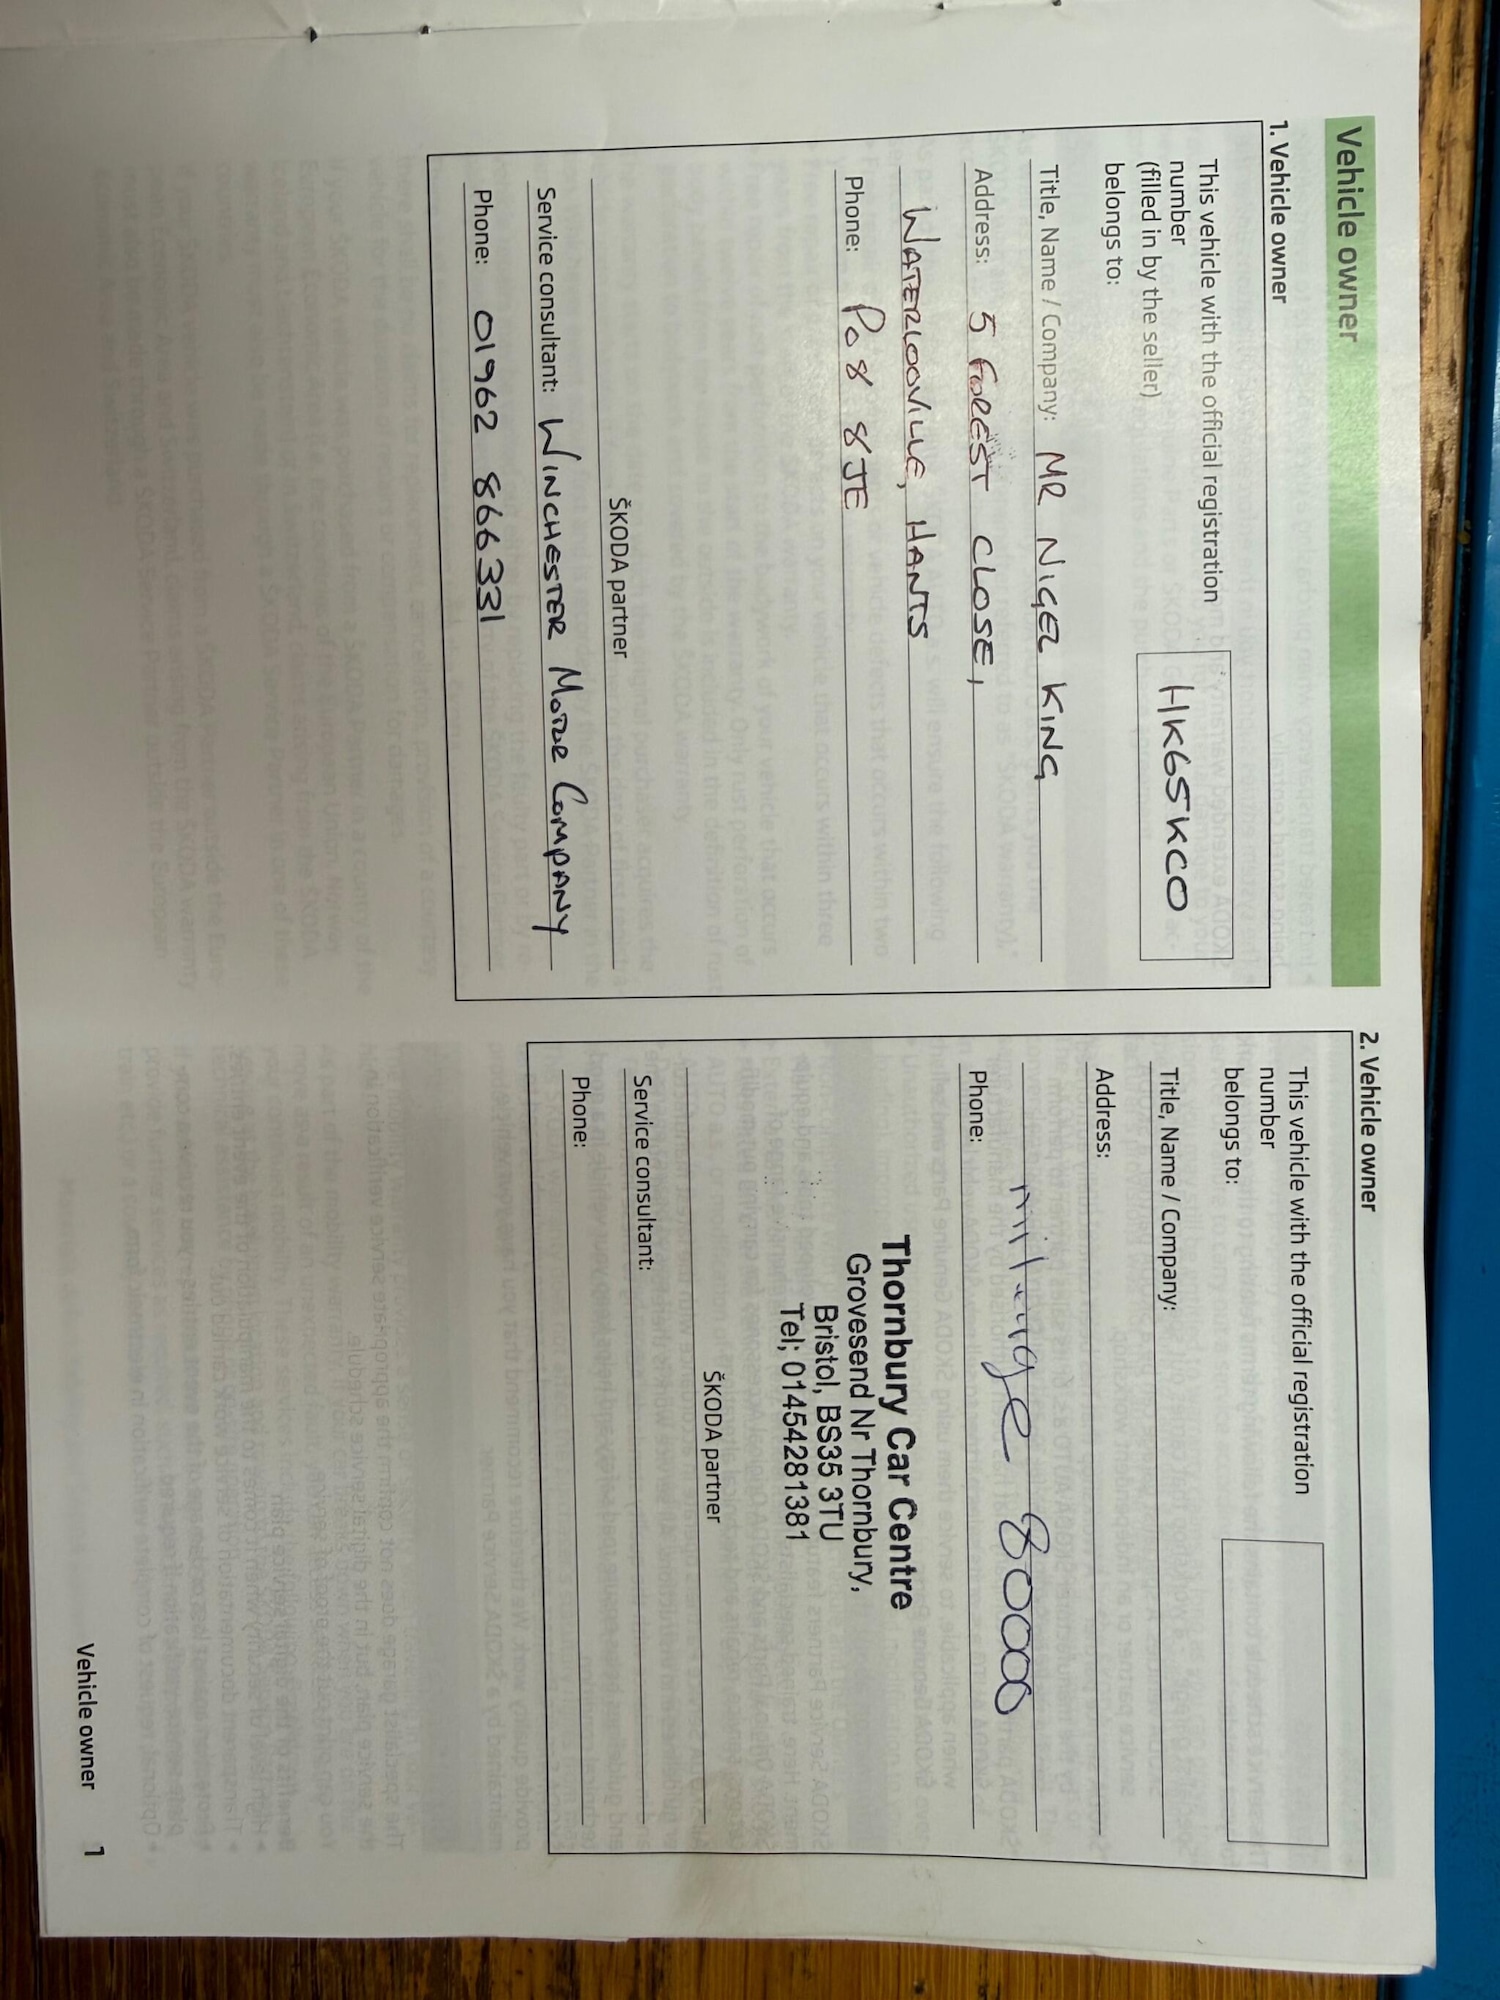 Vehicle owner
1. Vehicle owner
This vehicle with the official registration
number
(filled in by the seller)
belongs to:
HK65KCO
Title, Name / Company: MR NIGEL KING
Address: 5 FOREST CLOSE,
WATERLOOVILLE, HANTS
Phone: PO8 8JE
ŠKODA partner
Service consultant: WINCHESTER MOTOR COMPANY
Phone: 01962 866331
2. Vehicle owner
This vehicle with the official registration
number
belongs to:
Title, Name / Company:
Address:
milage 80000
Phone:
Thornbury Car Centre
Grovesend Nr Thornbury,
Bristol, BS35 3TU
Tel; 01454281381
ŠKODA partner
Service consultant:
Phone:
Vehicle owner 1